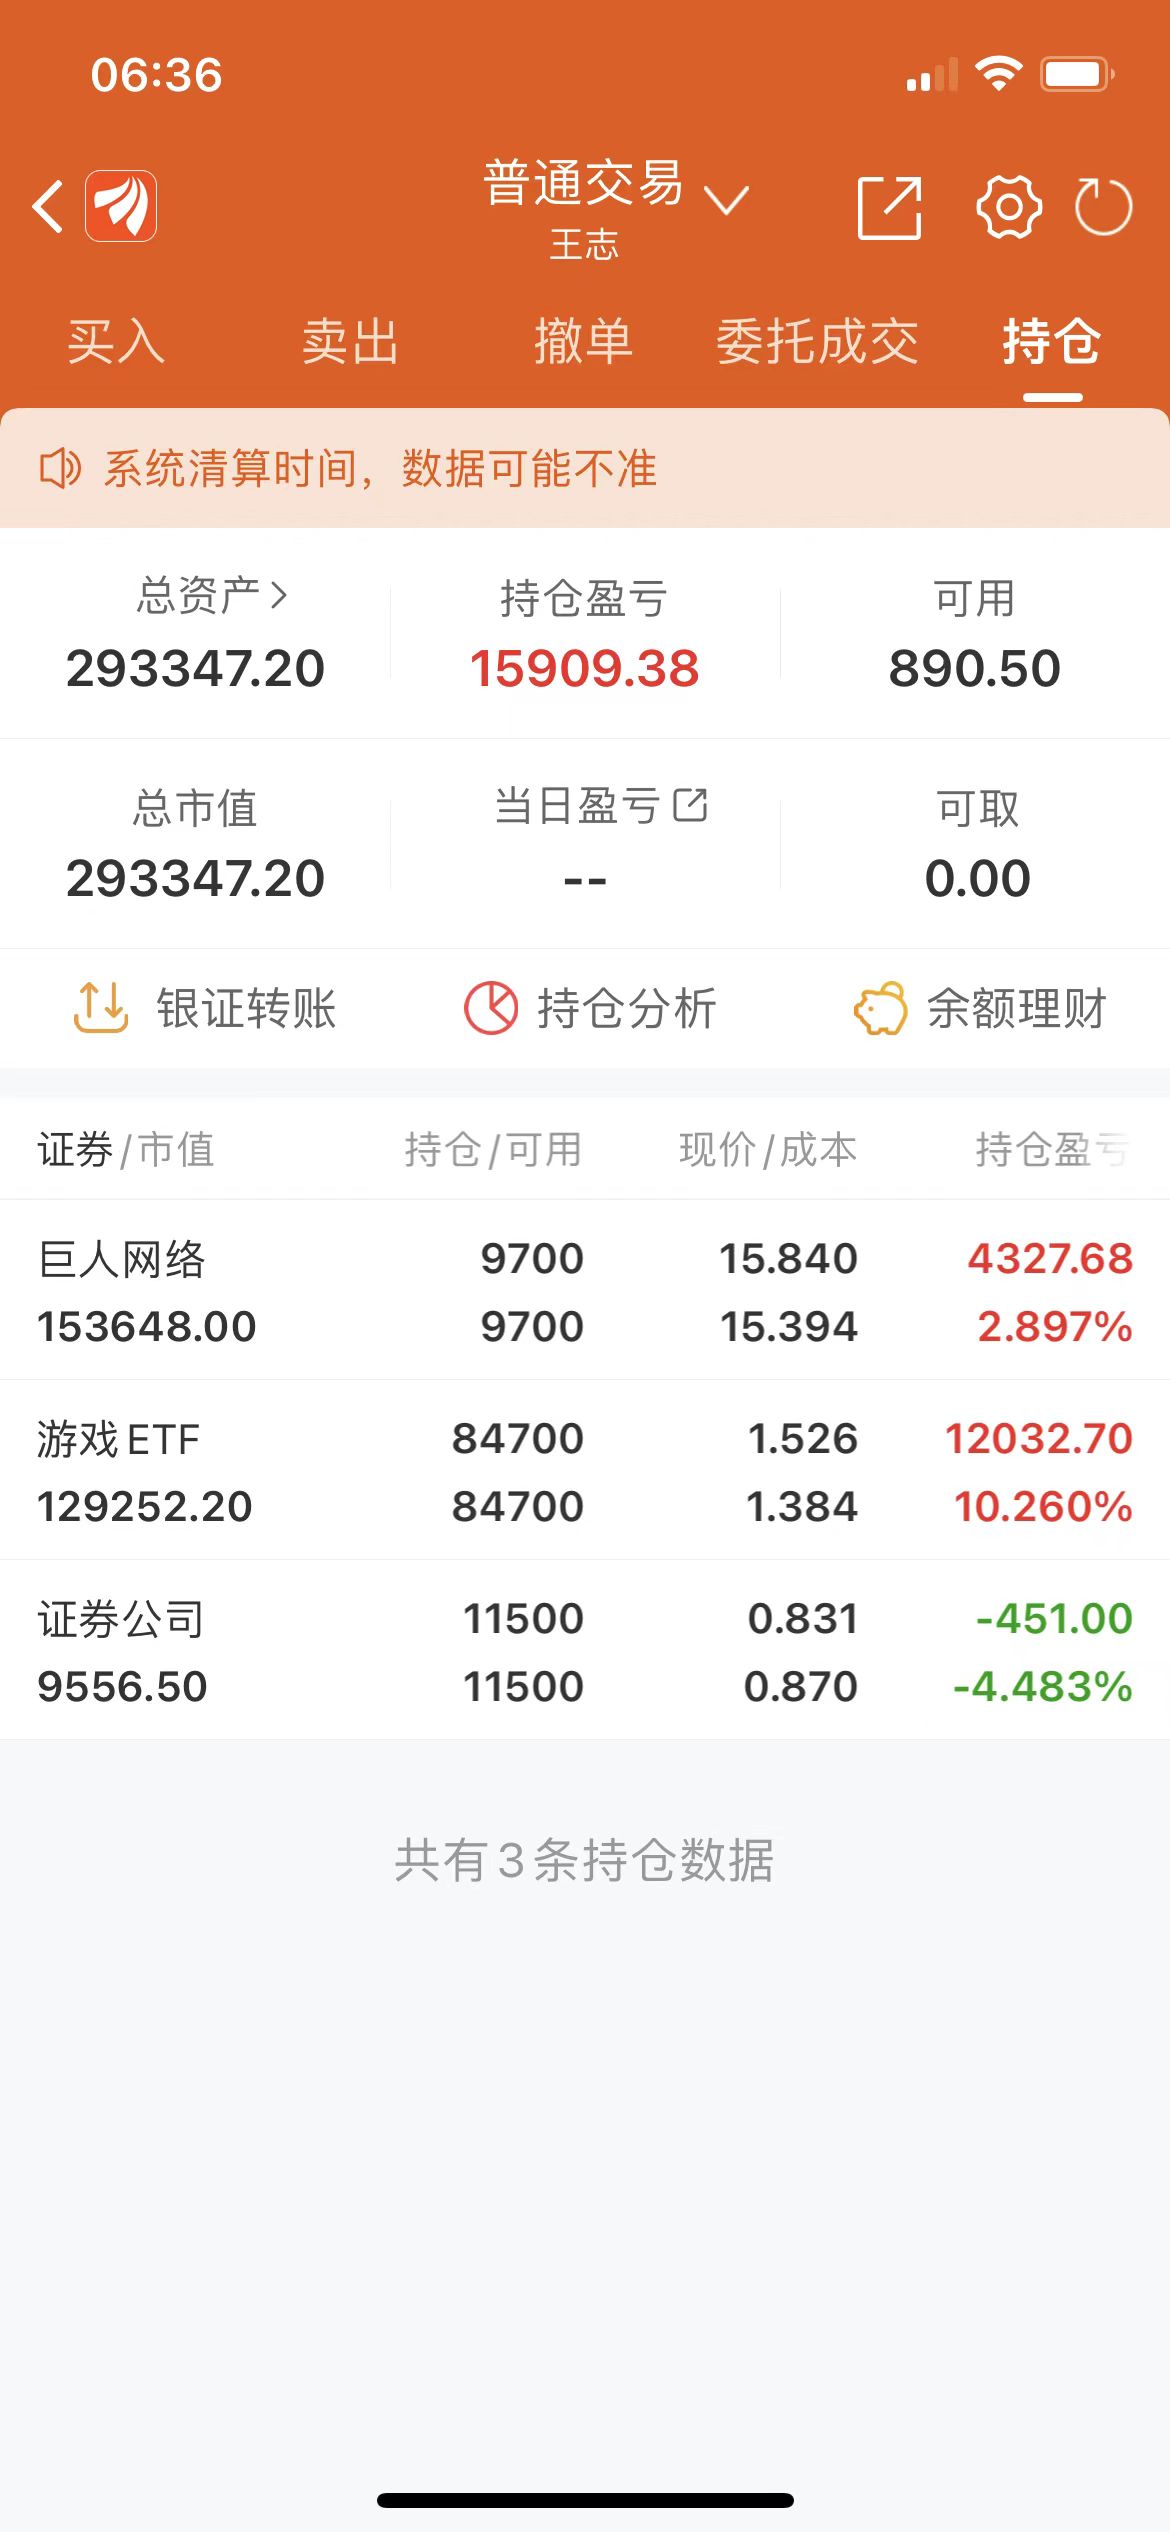 06:36
普通交易
王志
买入 卖出 撤单 委托成交 持仓
系统清算时间，数据可能不准
总资产 持仓盈亏 可用
293347.20 15909.38 890.50
总市值 当日盈亏 可取
293347.20 -- 0.00
银证转账 持仓分析 余额理财
证券/市值 持仓/可用 现价/成本 持仓盈亏
巨人网络 9700 15.840 4327.68
153648.00 9700 15.394 2.897%
游戏ETF 84700 1.526 12032.70
129252.20 84700 1.384 10.260%
证券公司 11500 0.831 -451.00
9556.50 11500 0.870 -4.483%
共有3条持仓数据